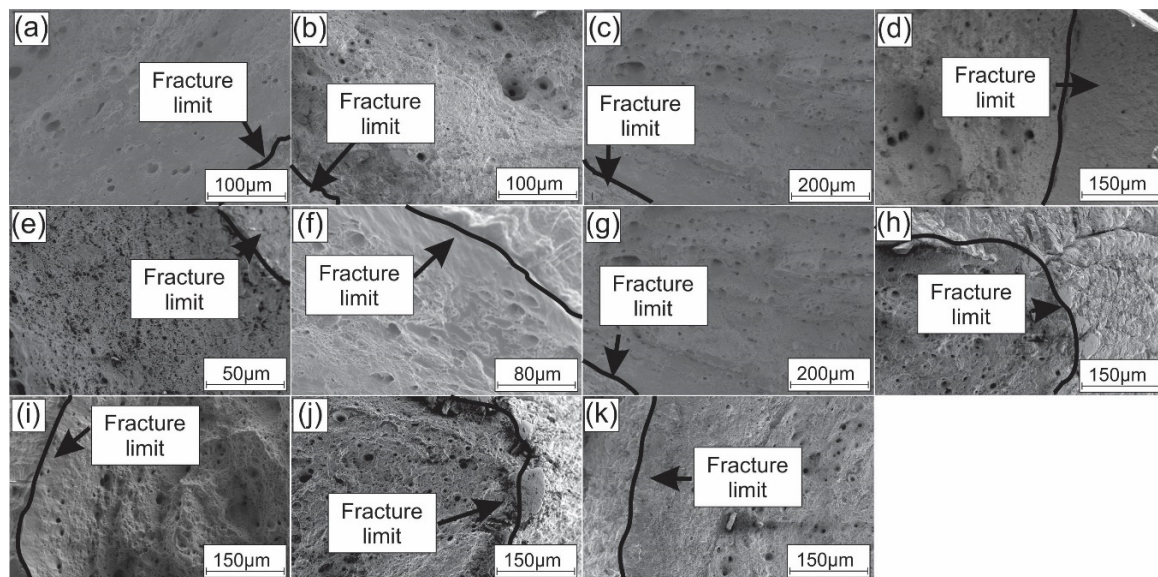 (a)
Fracture
limit
100μm
(b)
Fracture
limit
100μm
(c)
Fracture
limit
200μm
(d)
Fracture
limit
150μm
(e)
Fracture
limit
50μm
(f)
Fracture
limit
80μm
(g)
Fracture
limit
200μm
(h)
Fracture
limit
150μm
(i)
Fracture
limit
150μm
(j)
Fracture
limit
150μm
(k)
Fracture
limit
150μm